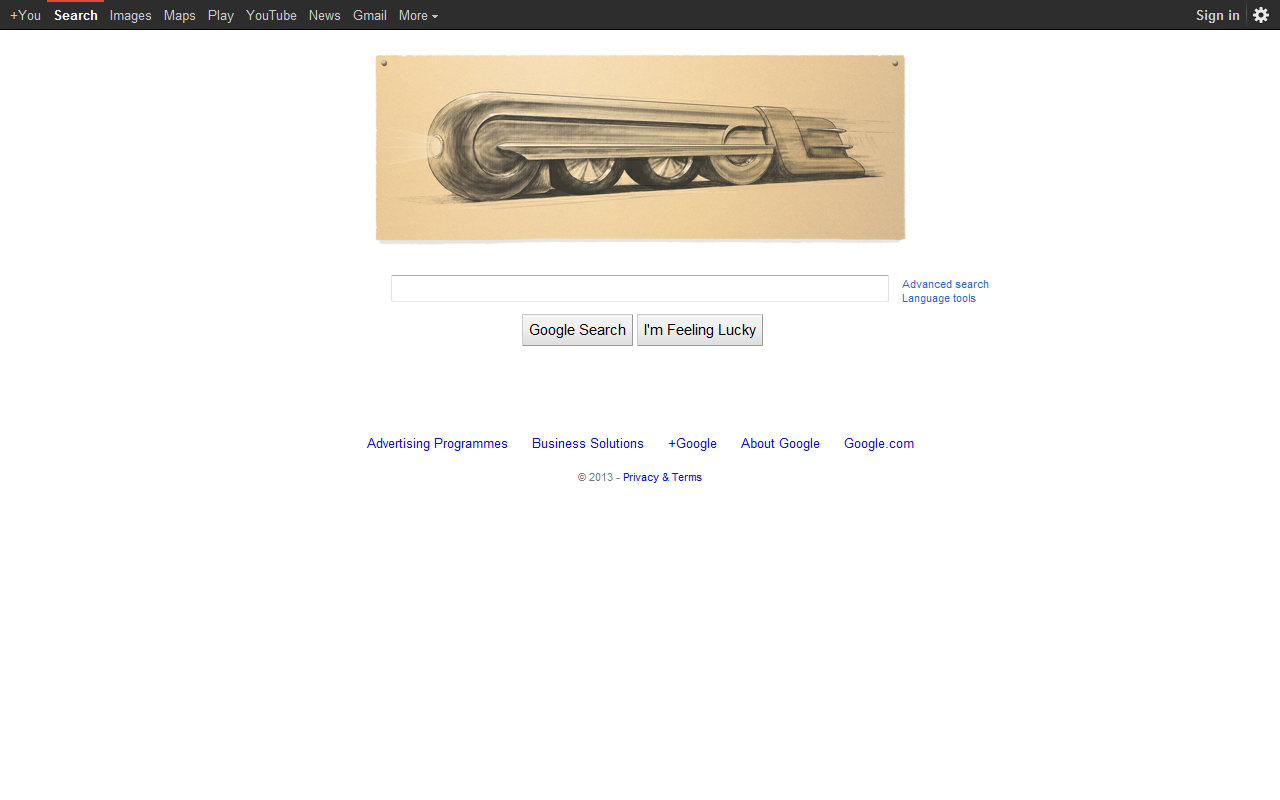 +You Search Images Maps Play YouTube News Gmail More Sign in
Advanced search
Language tools
Google Search I'm Feeling Lucky
Advertising Programmes Business Solutions +Google About Google Google.com
© 2013 - Privacy & Terms